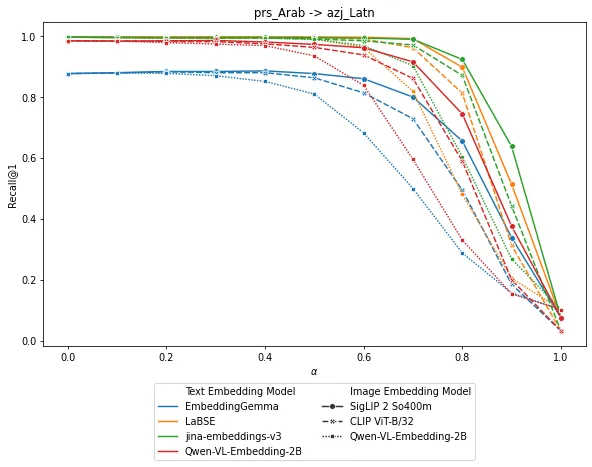 prs_Arab -> azj_Latn
Recall@1
1.0
0.8
0.6
0.4
0.2
0.0
0.0 0.2 0.4 0.6 0.8 1.0
α
Text Embedding Model Image Embedding Model
EmbeddingGemma SigLIP 2 So400m
LaBSE CLIP ViT-B/32
jina-embeddings-v3 Qwen-VL-Embedding-2B
Qwen-VL-Embedding-2B